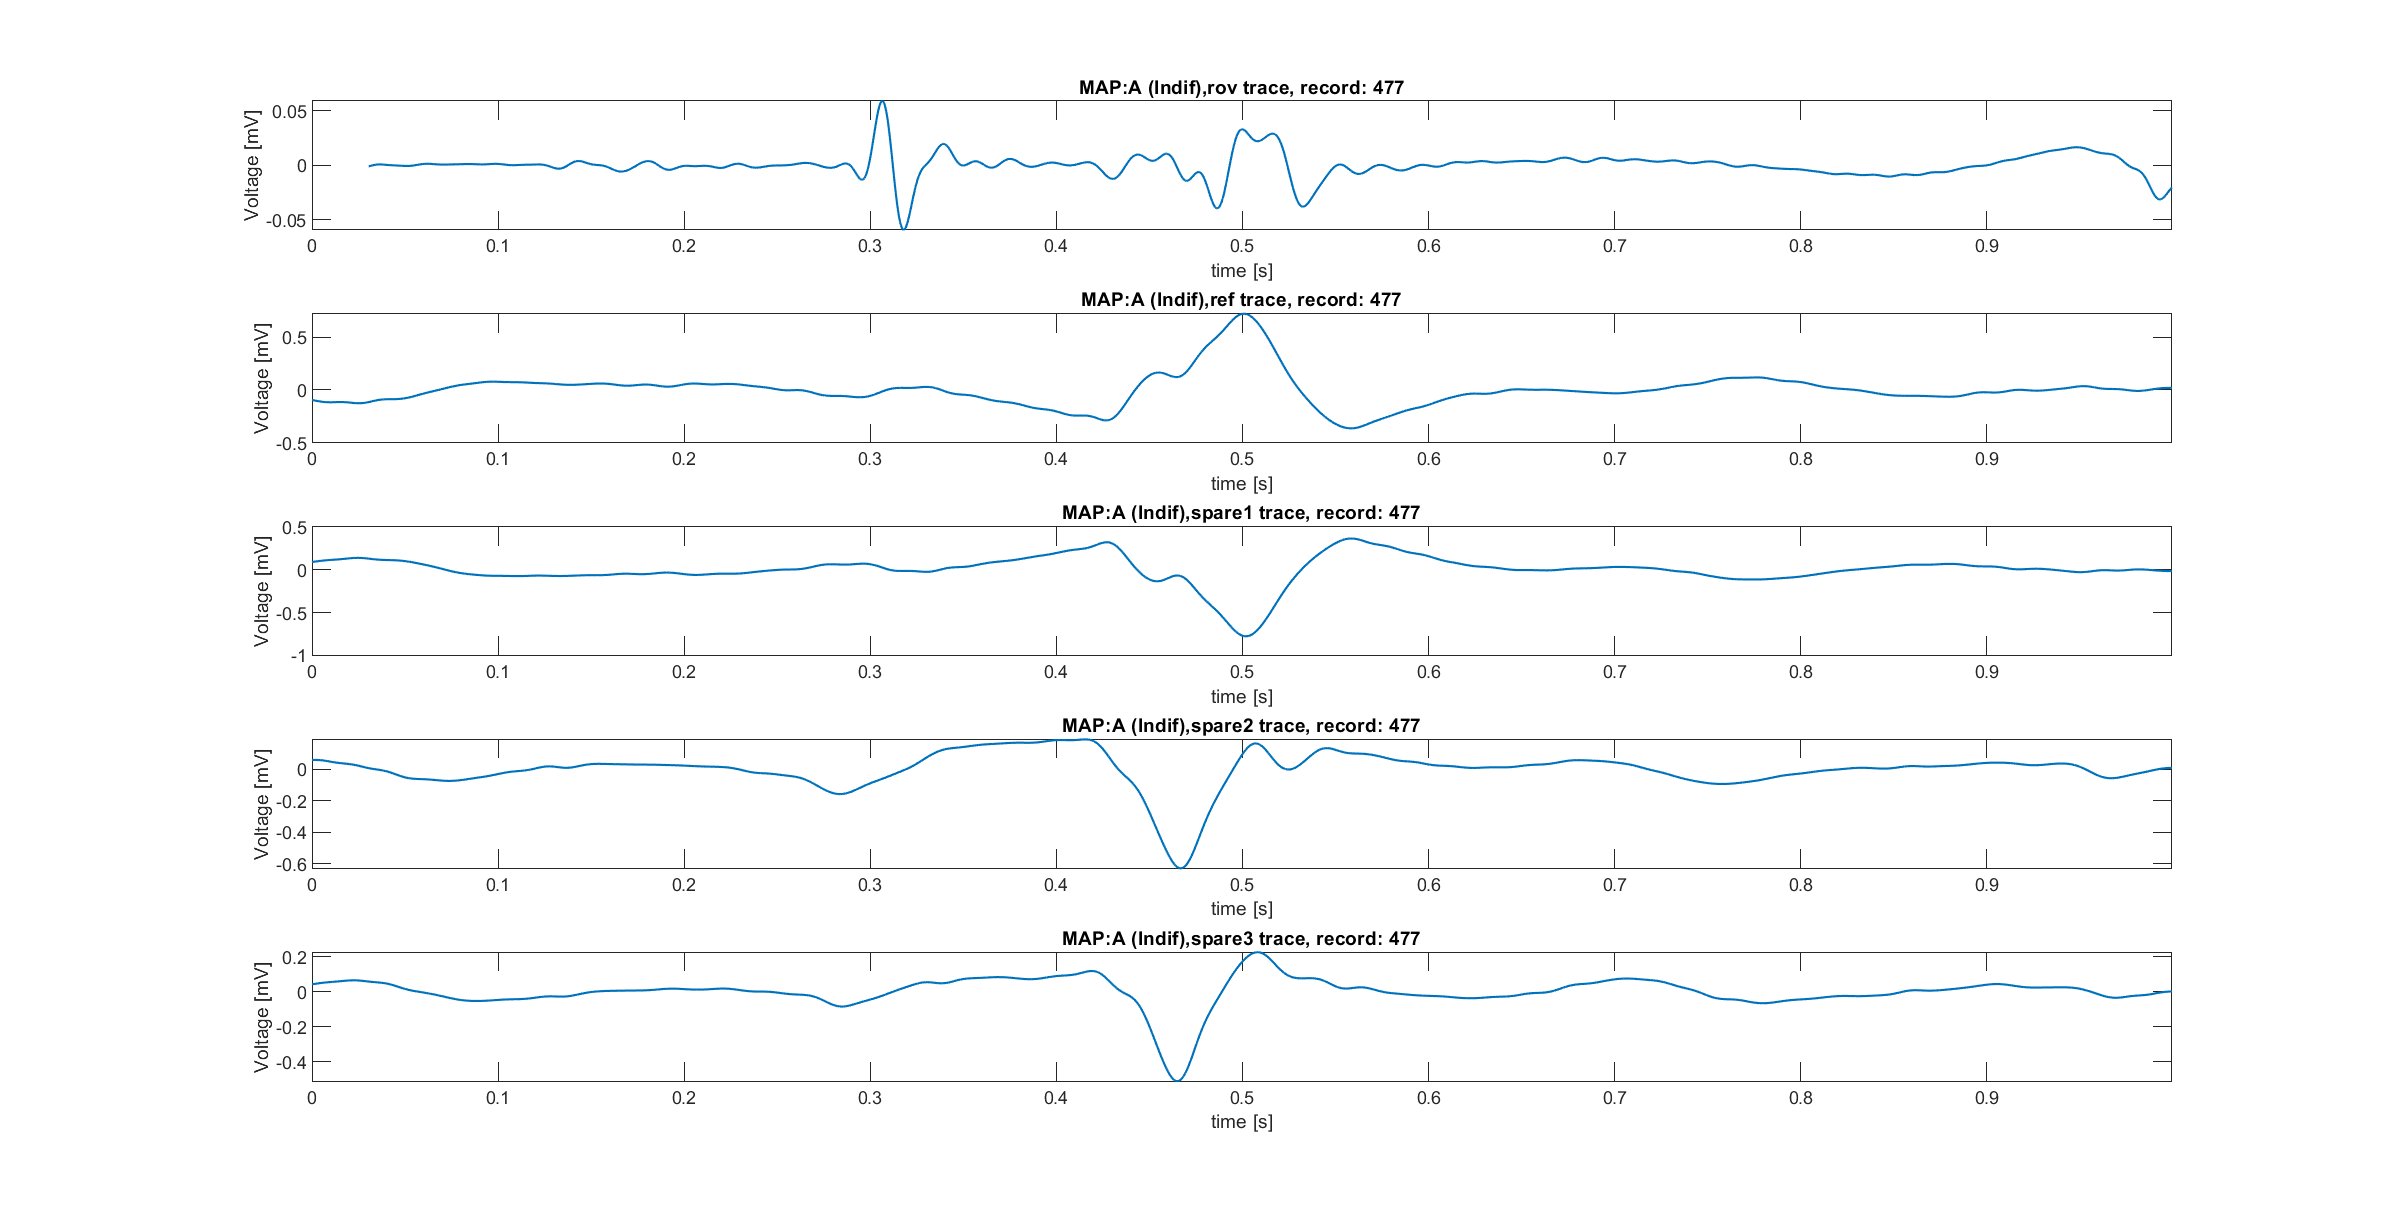 MAP:A (Indif),rov trace, record: 477
Voltage [mV]
0.05
0
-0.05
0 0.1 0.2 0.3 0.4 0.5 0.6 0.7 0.8 0.9
time [s]
MAP:A (Indif),ref trace, record: 477
Voltage [mV]
0.5
0
-0.5
0 0.1 0.2 0.3 0.4 0.5 0.6 0.7 0.8 0.9
time [s]
MAP:A (Indif),spare1 trace, record: 477
Voltage [mV]
0.5
0
-0.5
-1
0 0.1 0.2 0.3 0.4 0.5 0.6 0.7 0.8 0.9
time [s]
MAP:A (Indif),spare2 trace, record: 477
Voltage [mV]
0
-0.2
-0.4
-0.6
0 0.1 0.2 0.3 0.4 0.5 0.6 0.7 0.8 0.9
time [s]
MAP:A (Indif),spare3 trace, record: 477
Voltage [mV]
0.2
0
-0.2
-0.4
0 0.1 0.2 0.3 0.4 0.5 0.6 0.7 0.8 0.9
time [s]